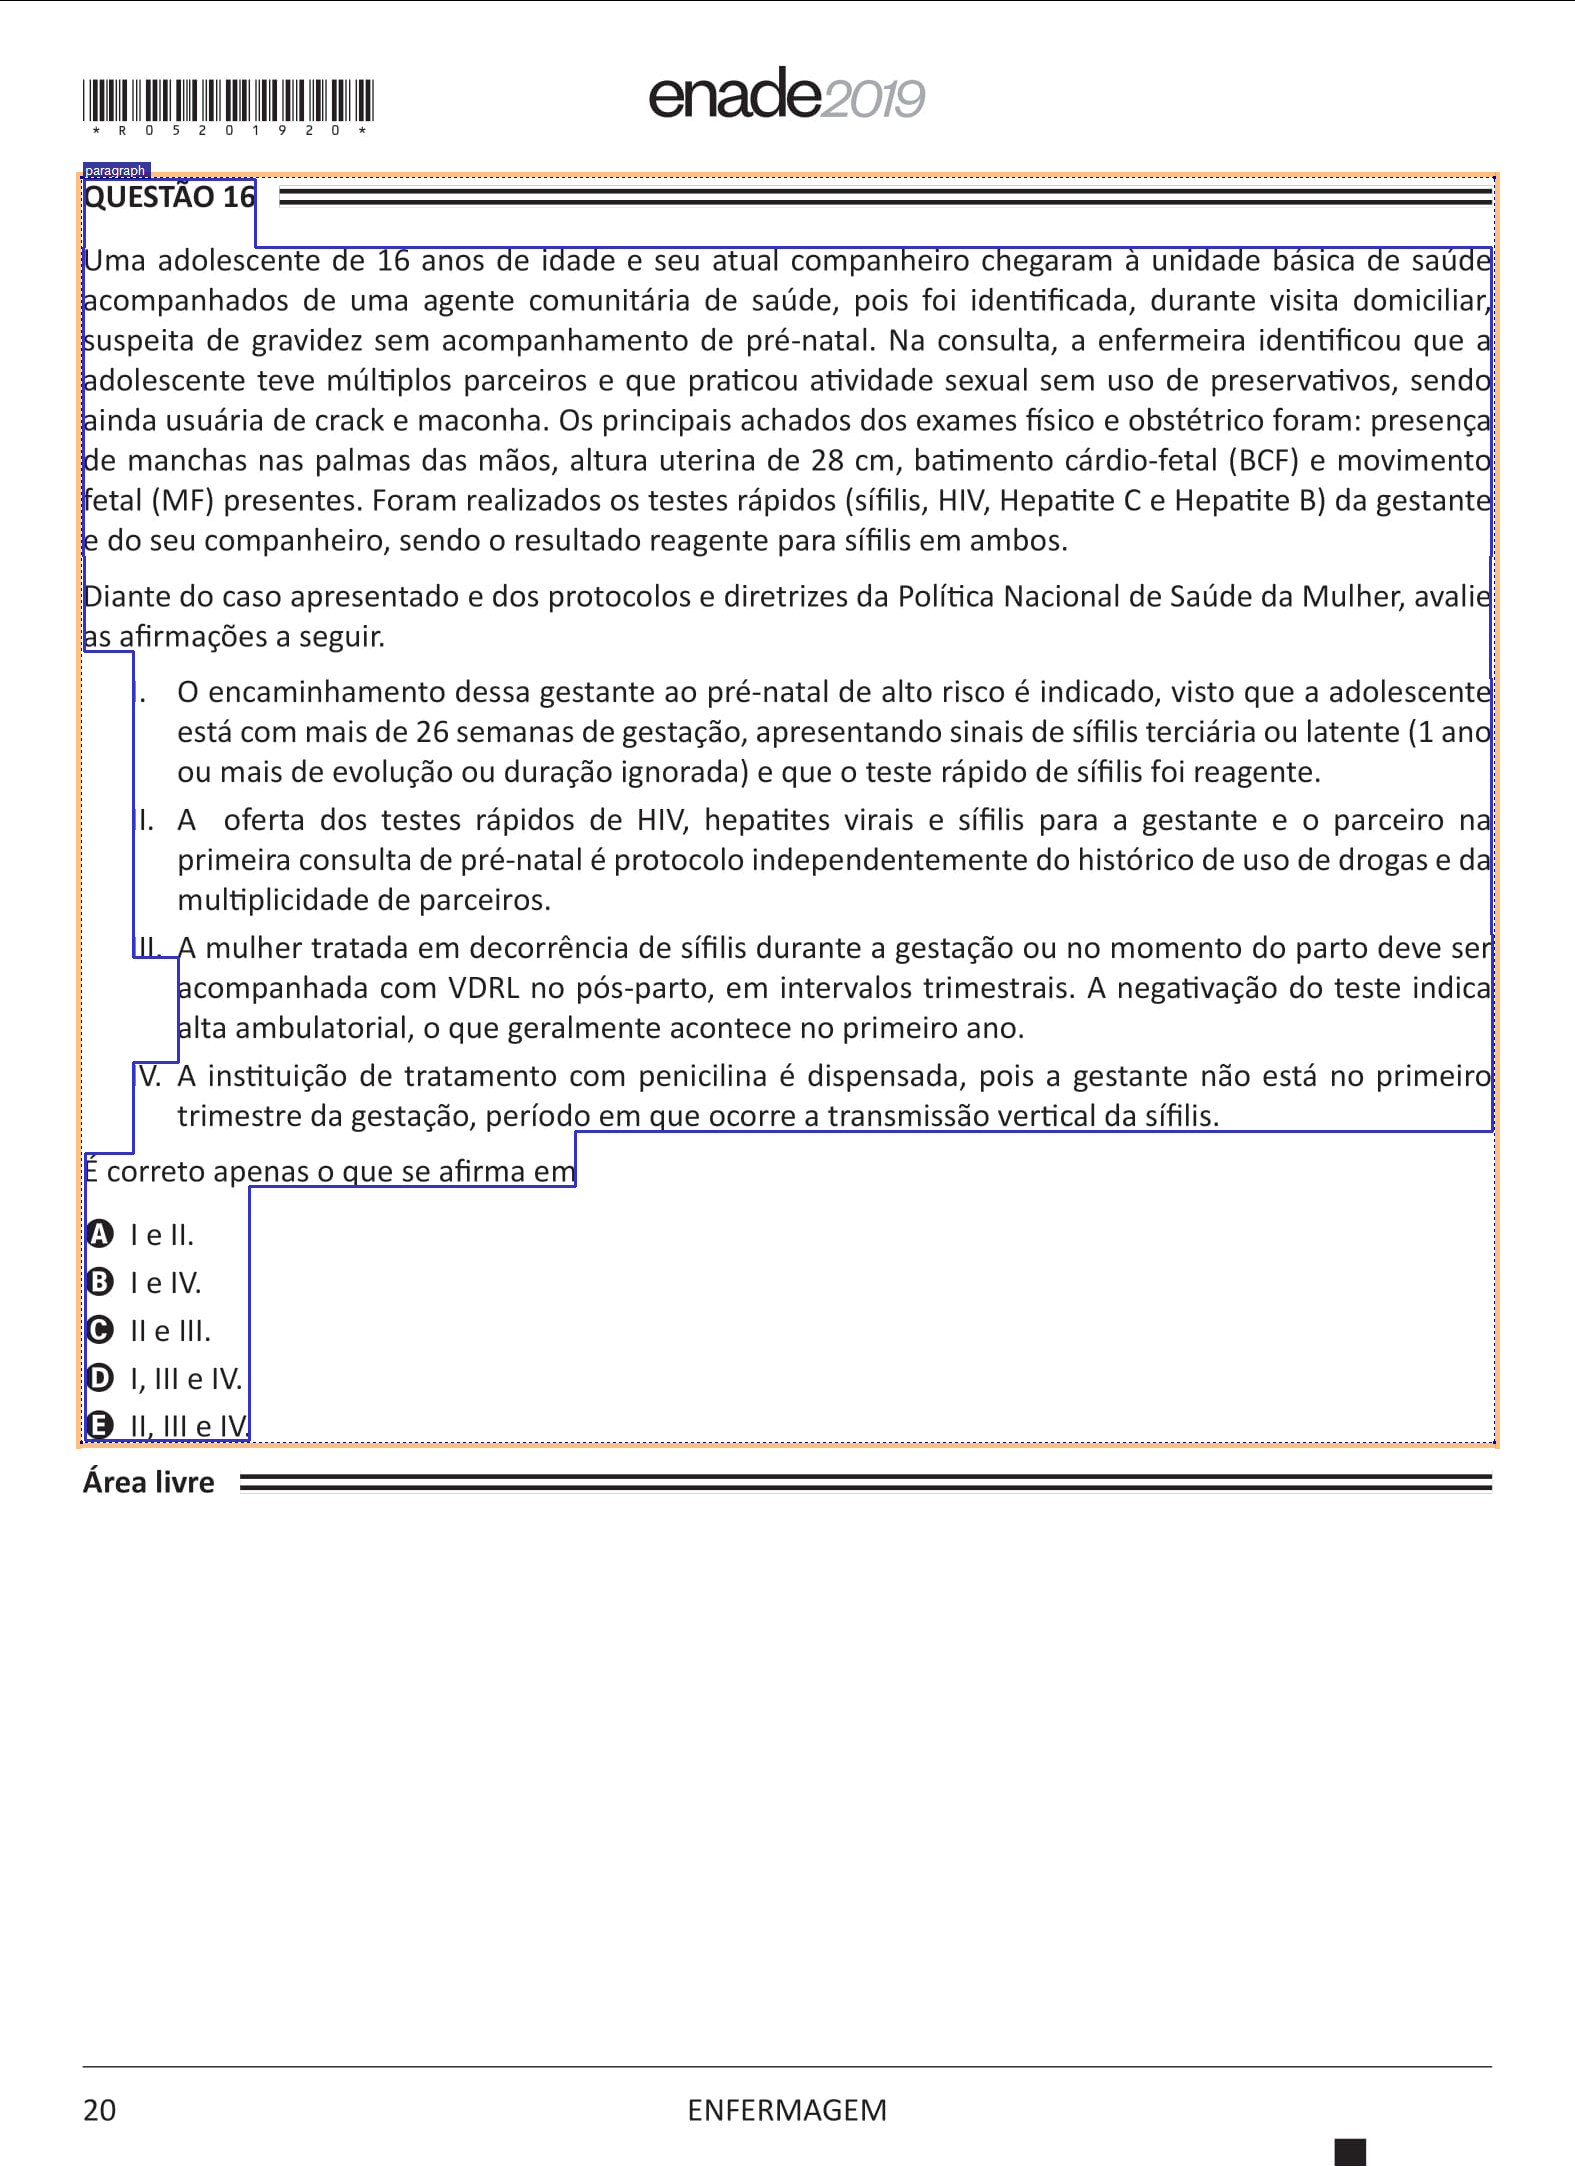 *R05201920*
enade2019
paragraph
QUESTÃO 16
Uma adolescente de 16 anos de idade e seu atual companheiro chegaram à unidade básica de saúde
acompanhados de uma agente comunitária de saúde, pois foi identificada, durante visita domiciliar,
suspeita de gravidez sem acompanhamento de pré-natal. Na consulta, a enfermeira identificou que a
adolescente teve múltiplos parceiros e que praticou atividade sexual sem uso de preservativos, sendo
ainda usuária de crack e maconha. Os principais achados dos exames físico e obstétrico foram: presença
de manchas nas palmas das mãos, altura uterina de 28 cm, batimento cárdio-fetal (BCF) e movimento
fetal (MF) presentes. Foram realizados os testes rápidos (sífilis, HIV, Hepatite C e Hepatite B) da gestante
e do seu companheiro, sendo o resultado reagente para sífilis em ambos.
Diante do caso apresentado e dos protocolos e diretrizes da Política Nacional de Saúde da Mulher, avalie
as afirmações a seguir.
I. O encaminhamento dessa gestante ao pré-natal de alto risco é indicado, visto que a adolescente
está com mais de 26 semanas de gestação, apresentando sinais de sífilis terciária ou latente (1 ano
ou mais de evolução ou duração ignorada) e que o teste rápido de sífilis foi reagente.
II. A oferta dos testes rápidos de HIV, hepatites virais e sífilis para a gestante e o parceiro na
primeira consulta de pré-natal é protocolo independentemente do histórico de uso de drogas e da
multiplicidade de parceiros.
III. A mulher tratada em decorrência de sífilis durante a gestação ou no momento do parto deve ser
acompanhada com VDRL no pós-parto, em intervalos trimestrais. A negativação do teste indica
alta ambulatorial, o que geralmente acontece no primeiro ano.
IV. A instituição de tratamento com penicilina é dispensada, pois a gestante não está no primeiro
trimestre da gestação, período em que ocorre a transmissão vertical da sífilis.
É correto apenas o que se afirma em
A I e II.
B I e IV.
C II e III.
D I, III e IV.
E II, III e IV.
Área livre
20
ENFERMAGEM